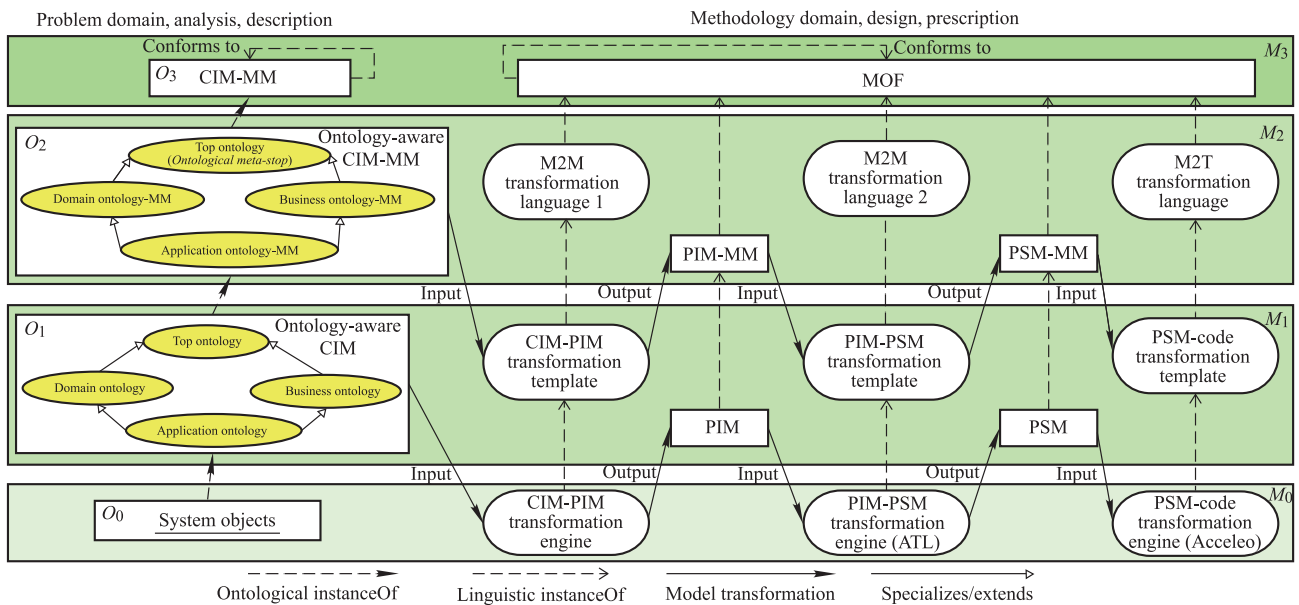 Problem domain, analysis, description
Methodology domain, design, prescription
Conforms to
Conforms to
M3
O3
CIM-MM
MOF
O2
Ontology-aware
CIM-MM
Top ontology
(Ontological meta-stop)
Domain ontology-MM
Business ontology-MM
Application ontology-MM
M2
M2M
transformation
language 1
M2M
transformation
language 2
M2T
transformation
language
PIM-MM
PSM-MM
Input
Output
Input
Output
Input
O1
Ontology-aware
CIM
Top ontology
Domain ontology
Business ontology
Application ontology
M1
CIM-PIM
transformation
template
PIM-PSM
transformation
template
PSM-code
transformation
template
PIM
PSM
Input
Output
Input
Output
Input
O0
System objects
M0
CIM-PIM
transformation
engine
PIM-PSM
transformation
engine (ATL)
PSM-code
transformation
engine (Acceleo)
Ontological instanceOf
Linguistic instanceOf
Model transformation
Specializes/extends